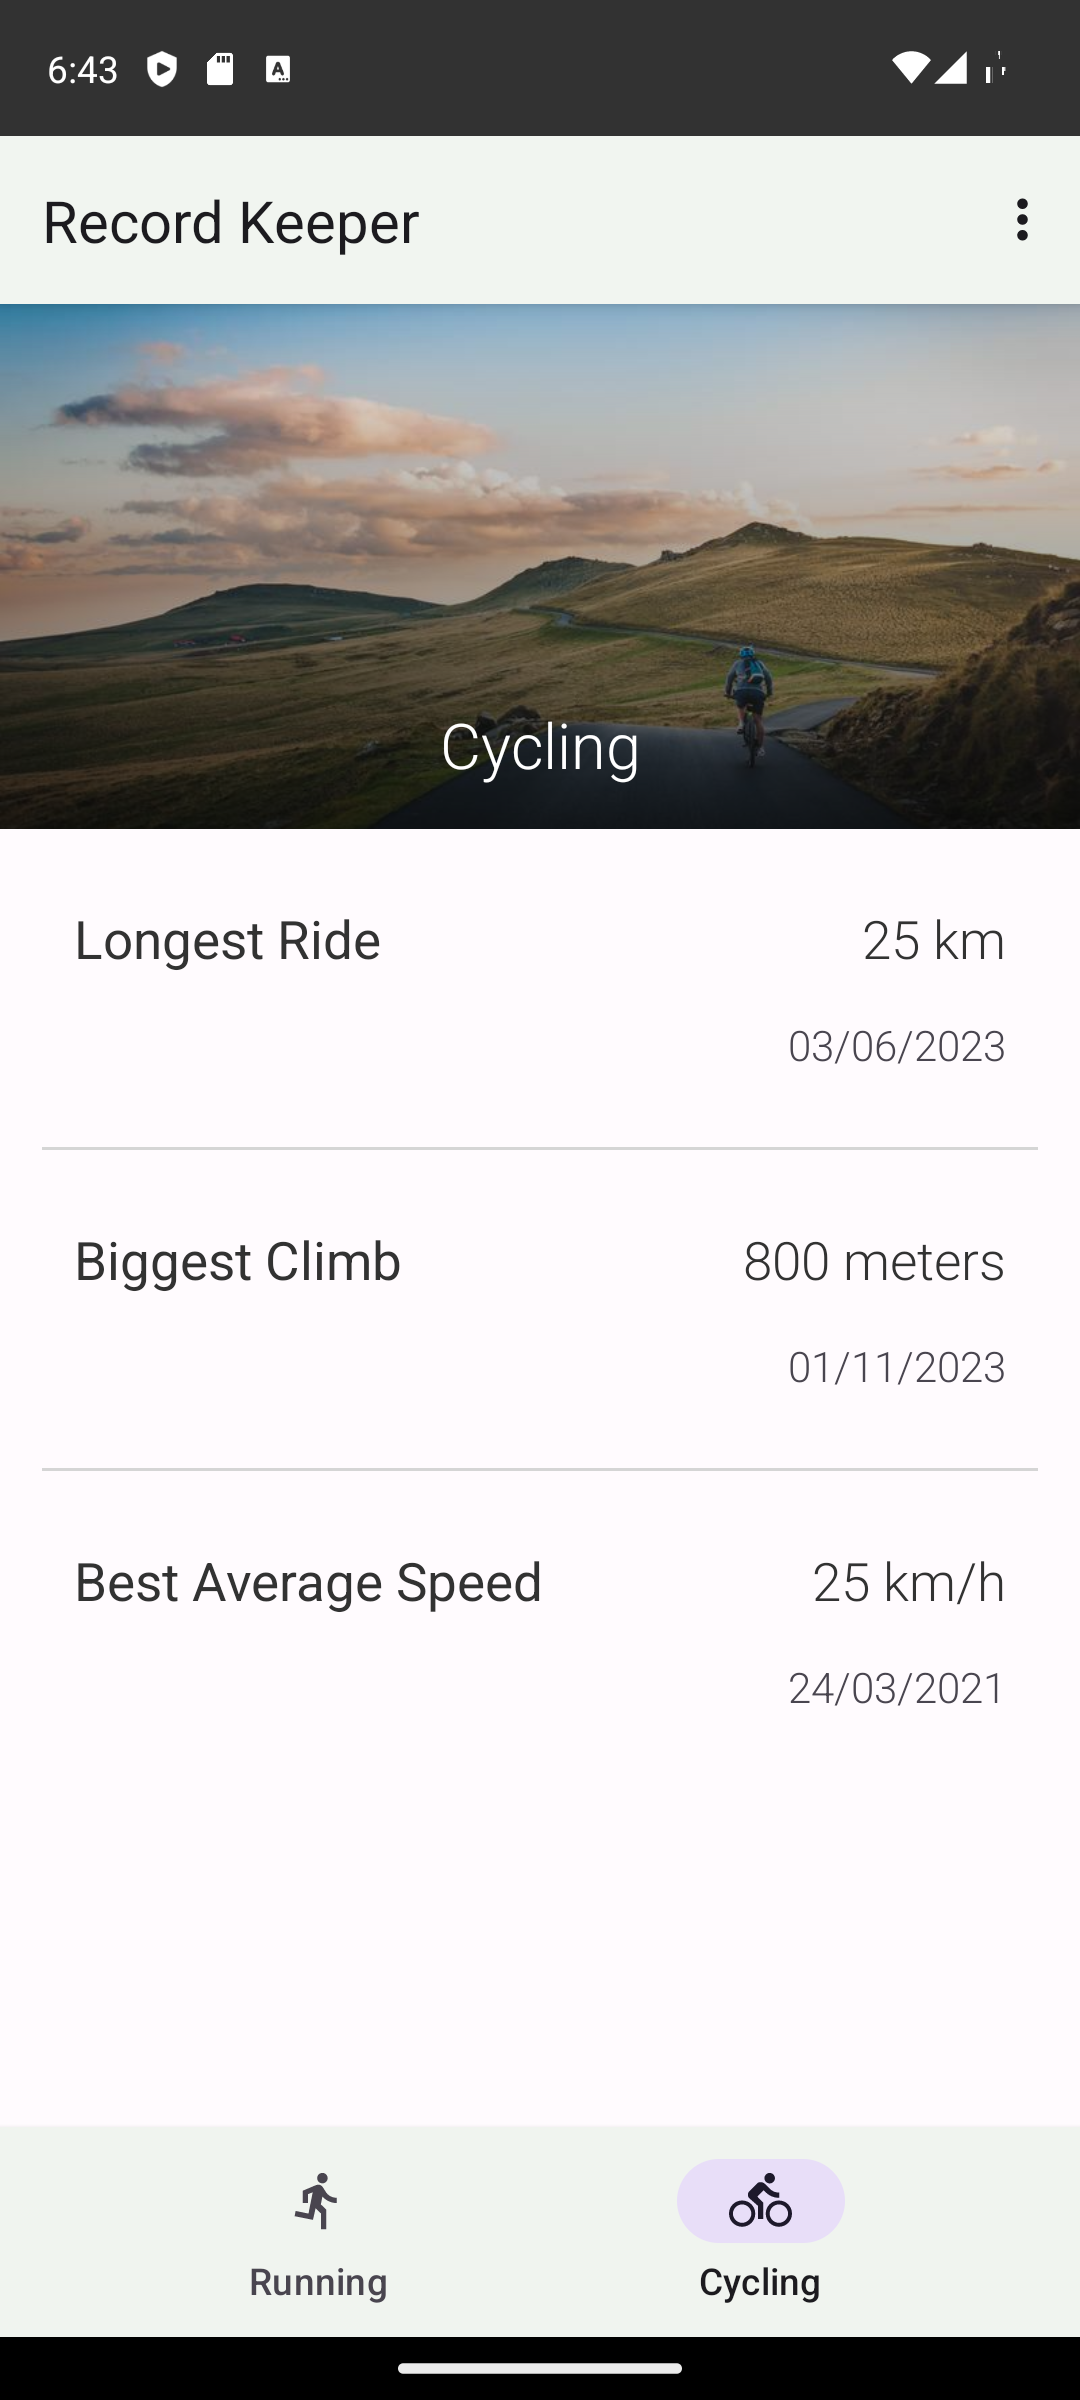 6:43
Record Keeper
Cycling
Longest Ride
25 km
03/06/2023
Biggest Climb
800 meters
01/11/2023
Best Average Speed
25 km/h
24/03/2021
Running
Cycling